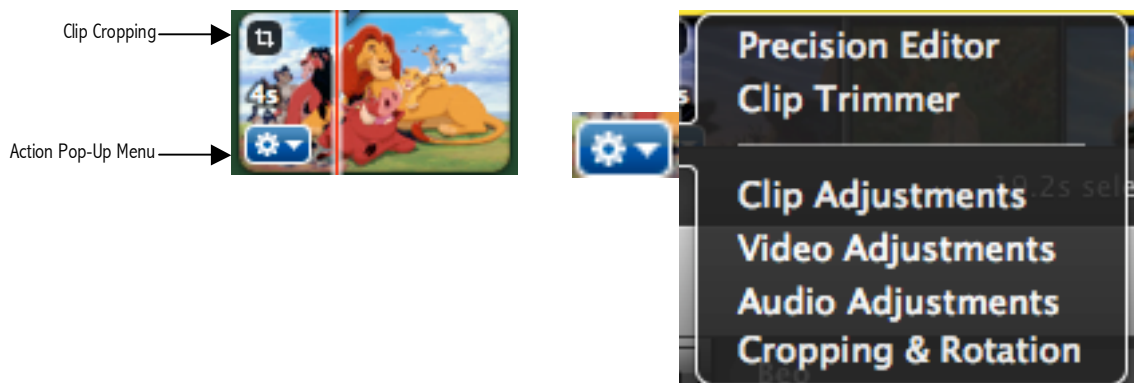 Clip Cropping
4s
Action Pop-Up Menu
Precision Editor
Clip Trimmer
Clip Adjustments
Video Adjustments
Audio Adjustments
Cropping & Rotation